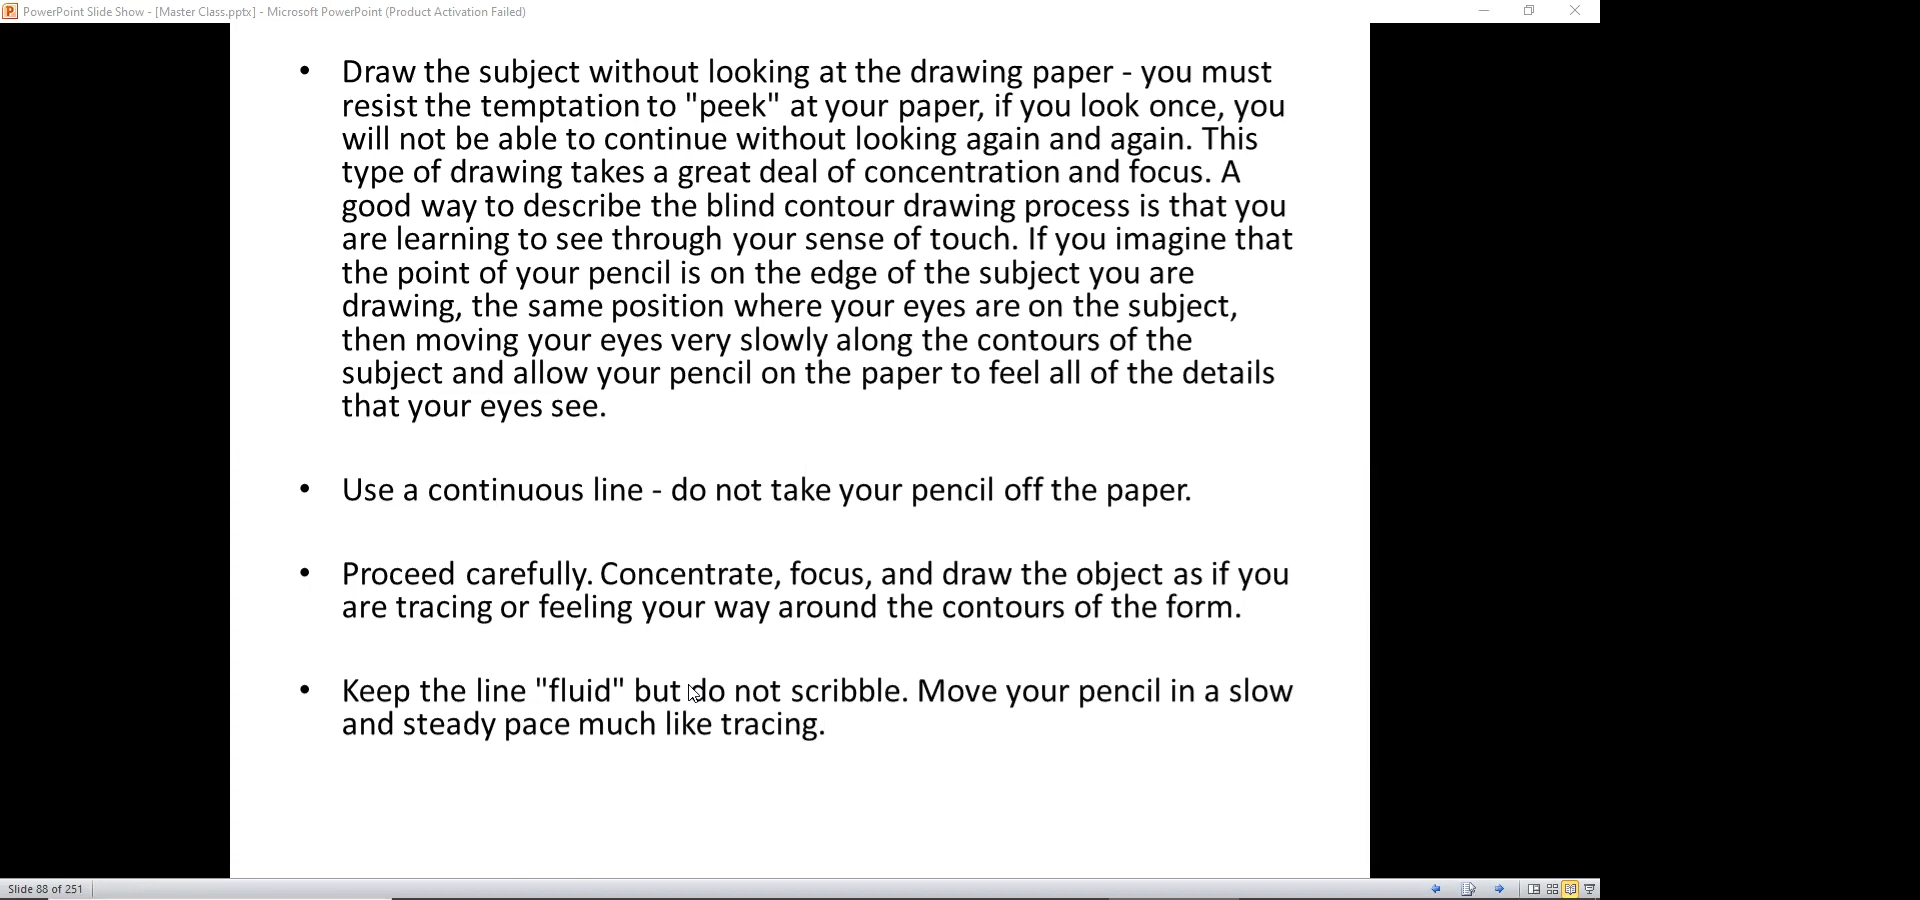 PowerPoint Slide Show - [Master Class.pptx] - Microsoft PowerPoint (Product Activation Failed)
• Draw the subject without looking at the drawing paper - you must
resist the temptation to "peek" at your paper, if you look once, you
will not be able to continue without looking again and again. This
type of drawing takes a great deal of concentration and focus. A
good way to describe the blind contour drawing process is that you
are learning to see through your sense of touch. If you imagine that
the point of your pencil is on the edge of the subject you are
drawing, the same position where your eyes are on the subject,
then moving your eyes very slowly along the contours of the
subject and allow your pencil on the paper to feel all of the details
that your eyes see.
• Use a continuous line - do not take your pencil off the paper.
• Proceed carefully. Concentrate, focus, and draw the object as if you
are tracing or feeling your way around the contours of the form.
• Keep the line "fluid" but do not scribble. Move your pencil in a slow
and steady pace much like tracing.
Slide 88 of 251